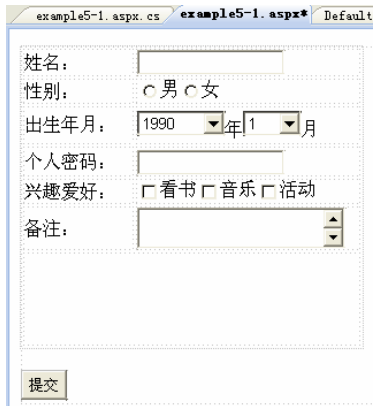 example5-1.aspx.cs example5-1.aspx* Default
姓名：
性别： 男 女
出生年月： 1990 年 1 月
个人密码：
兴趣爱好： 看书 音乐 活动
备注：
提交